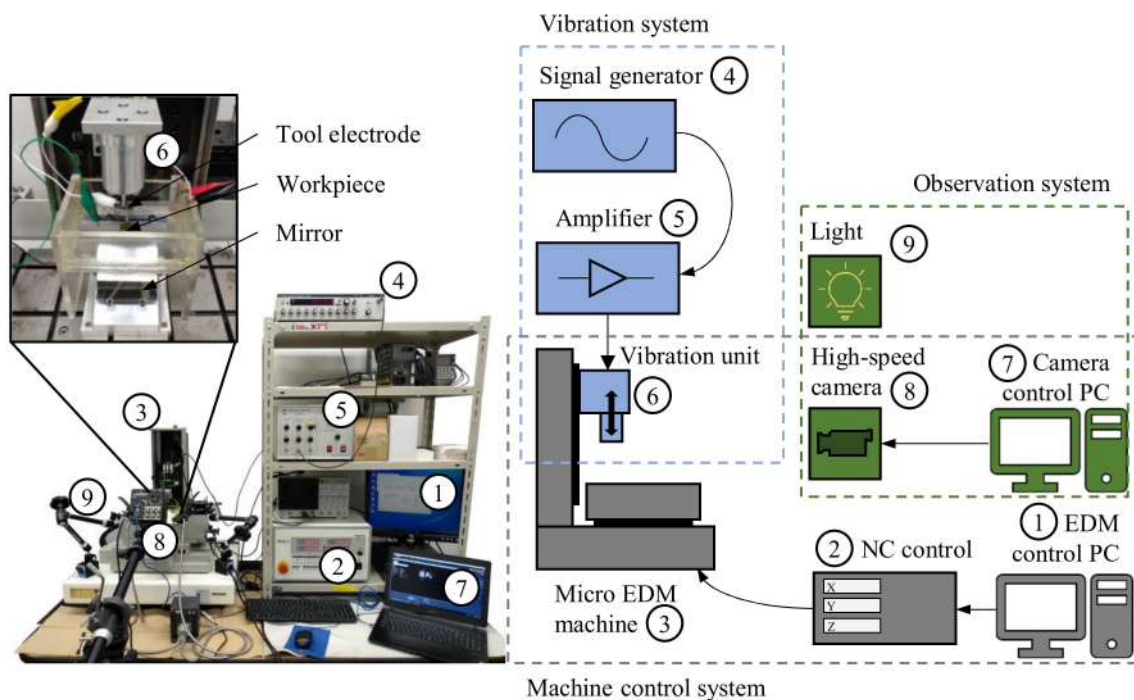 Vibration system
Signal generator 4
Tool electrode
6
Workpiece
Mirror
Amplifier 5
Observation system
Light
9
4
Vibration unit
6
High-speed
camera 8
7 Camera
control PC
3
5
1
9
8
2
7
1 EDM
control PC
2 NC control
X
Y
Z
Micro EDM
machine 3
Machine control system